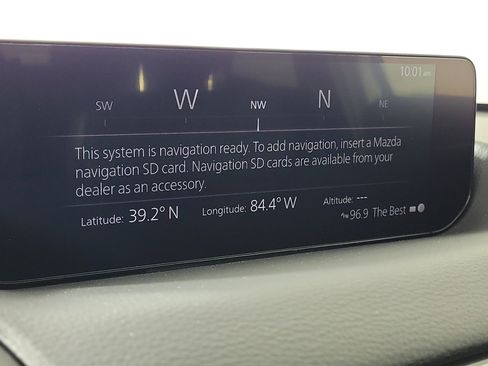 10:01 am
SW W NW N NE
This system is navigation ready. To add navigation, insert a Mazda
navigation SD card. Navigation SD cards are available from your
dealer as an accessory.
Latitude: 39.2° N Longitude: 84.4° W Altitude: ---
FM 96.9 The Best